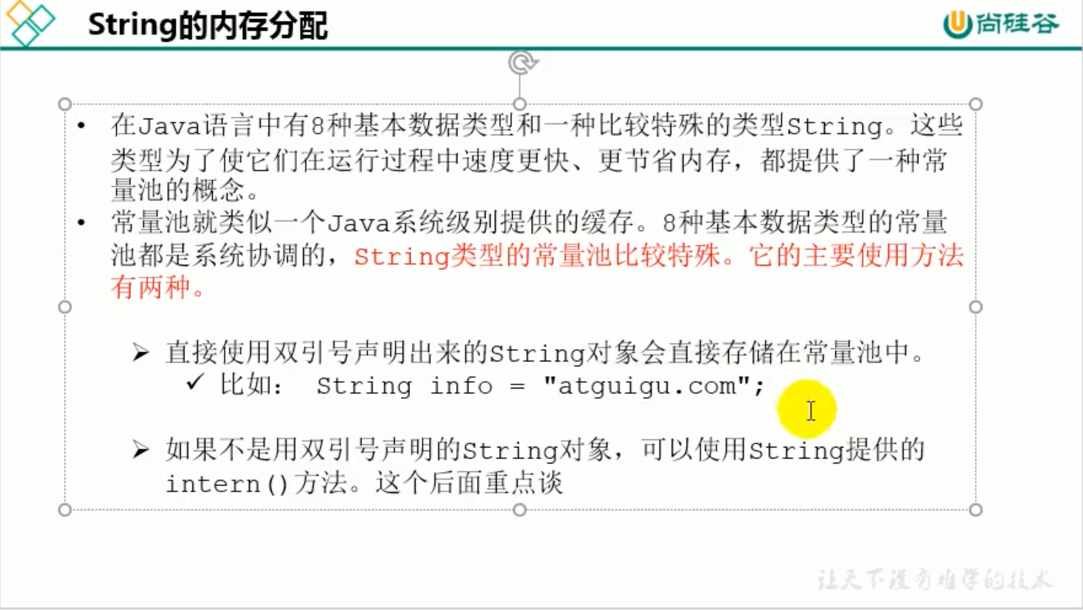 String的内存分配
尚硅谷
• 在Java语言中有8种基本数据类型和一种比较特殊的类型String。这些
类型为了使它们在运行过程中速度更快、更节省内存，都提供了一种常
量池的概念。
• 常量池就类似一个Java系统级别提供的缓存。8种基本数据类型的常量
池都是系统协调的，String类型的常量池比较特殊。它的主要使用方法
有两种。
➢ 直接使用双引号声明出来的String对象会直接存储在常量池中。
✓ 比如： String info = "atguigu.com";
➢ 如果不是用双引号声明的String对象，可以使用String提供的
intern()方法。这个后面重点谈
让天下没有难学的技术